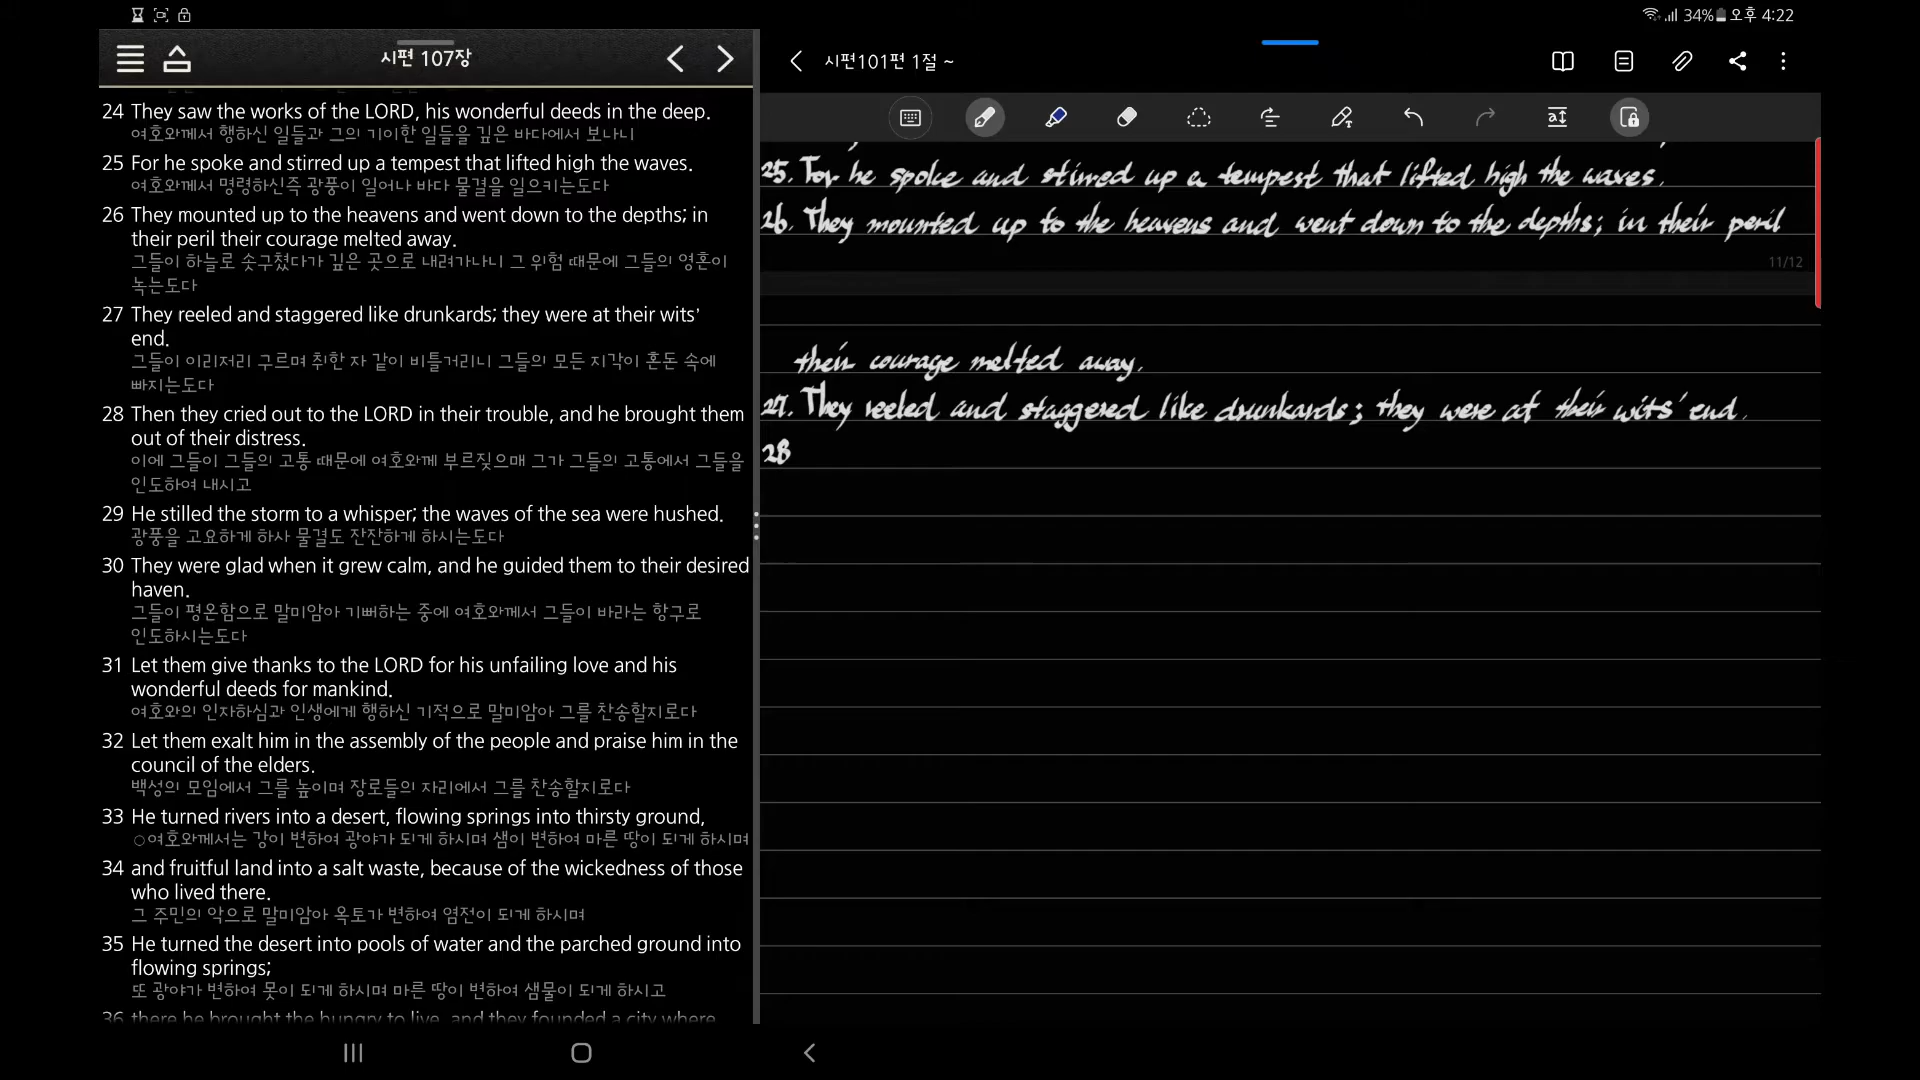 34% 오후 4:22
시편 107장
24 They saw the works of the LORD, his wonderful deeds in the deep.
여호와께서 행하신 일들과 그의 기이한 일들을 깊은 바다에서 보나니
25 For he spoke and stirred up a tempest that lifted high the waves.
여호와께서 명령하신즉 광풍이 일어나 바다 물결을 일으키는도다
26 They mounted up to the heavens and went down to the depths; in
their peril their courage melted away.
그들이 하늘로 솟구쳤다가 깊은 곳으로 내려가나니 그 위험 때문에 그들의 영혼이
녹는도다
27 They reeled and staggered like drunkards; they were at their wits’
end.
그들이 이리저리 구르며 취한 자 같이 비틀거리니 그들의 모든 지각이 혼돈 속에
빠지는도다
28 Then they cried out to the LORD in their trouble, and he brought them
out of their distress.
이에 그들이 그들의 고통 때문에 여호와께 부르짖으매 그가 그들의 고통에서 그들을
인도하여 내시고
29 He stilled the storm to a whisper; the waves of the sea were hushed.
광풍을 고요하게 하사 물결도 잔잔하게 하시는도다
30 They were glad when it grew calm, and he guided them to their desired
haven.
그들이 평온함으로 말미암아 기뻐하는 중에 여호와께서 그들이 바라는 항구로
인도하시는도다
31 Let them give thanks to the LORD for his unfailing love and his
wonderful deeds for mankind.
여호와의 인자하심과 인생에게 행하신 기적으로 말미암아 그를 찬송할지로다
32 Let them exalt him in the assembly of the people and praise him in the
council of the elders.
백성의 모임에서 그를 높이며 장로들의 자리에서 그를 찬송할지로다
33 He turned rivers into a desert, flowing springs into thirsty ground,
○여호와께서는 강이 변하여 광야가 되게 하시며 샘이 변하여 마른 땅이 되게 하시며
34 and fruitful land into a salt waste, because of the wickedness of those
who lived there.
그 주민의 악으로 말미암아 옥토가 변하여 염전이 되게 하시며
35 He turned the desert into pools of water and the parched ground into
flowing springs;
또 광야가 변하여 못이 되게 하시며 마른 땅이 변하여 샘물이 되게 하시고
36 there he brought the hungry to live, and they founded a city where
시편101편 1절 ~
25. For he spoke and stirred up a tempest that lifted high the waves.
26. They mounted up to the heavens and went down to the depths; in their peril
11/12
their courage melted away.
27. They reeled and staggered like drunkards; they were at their wits' end.
28